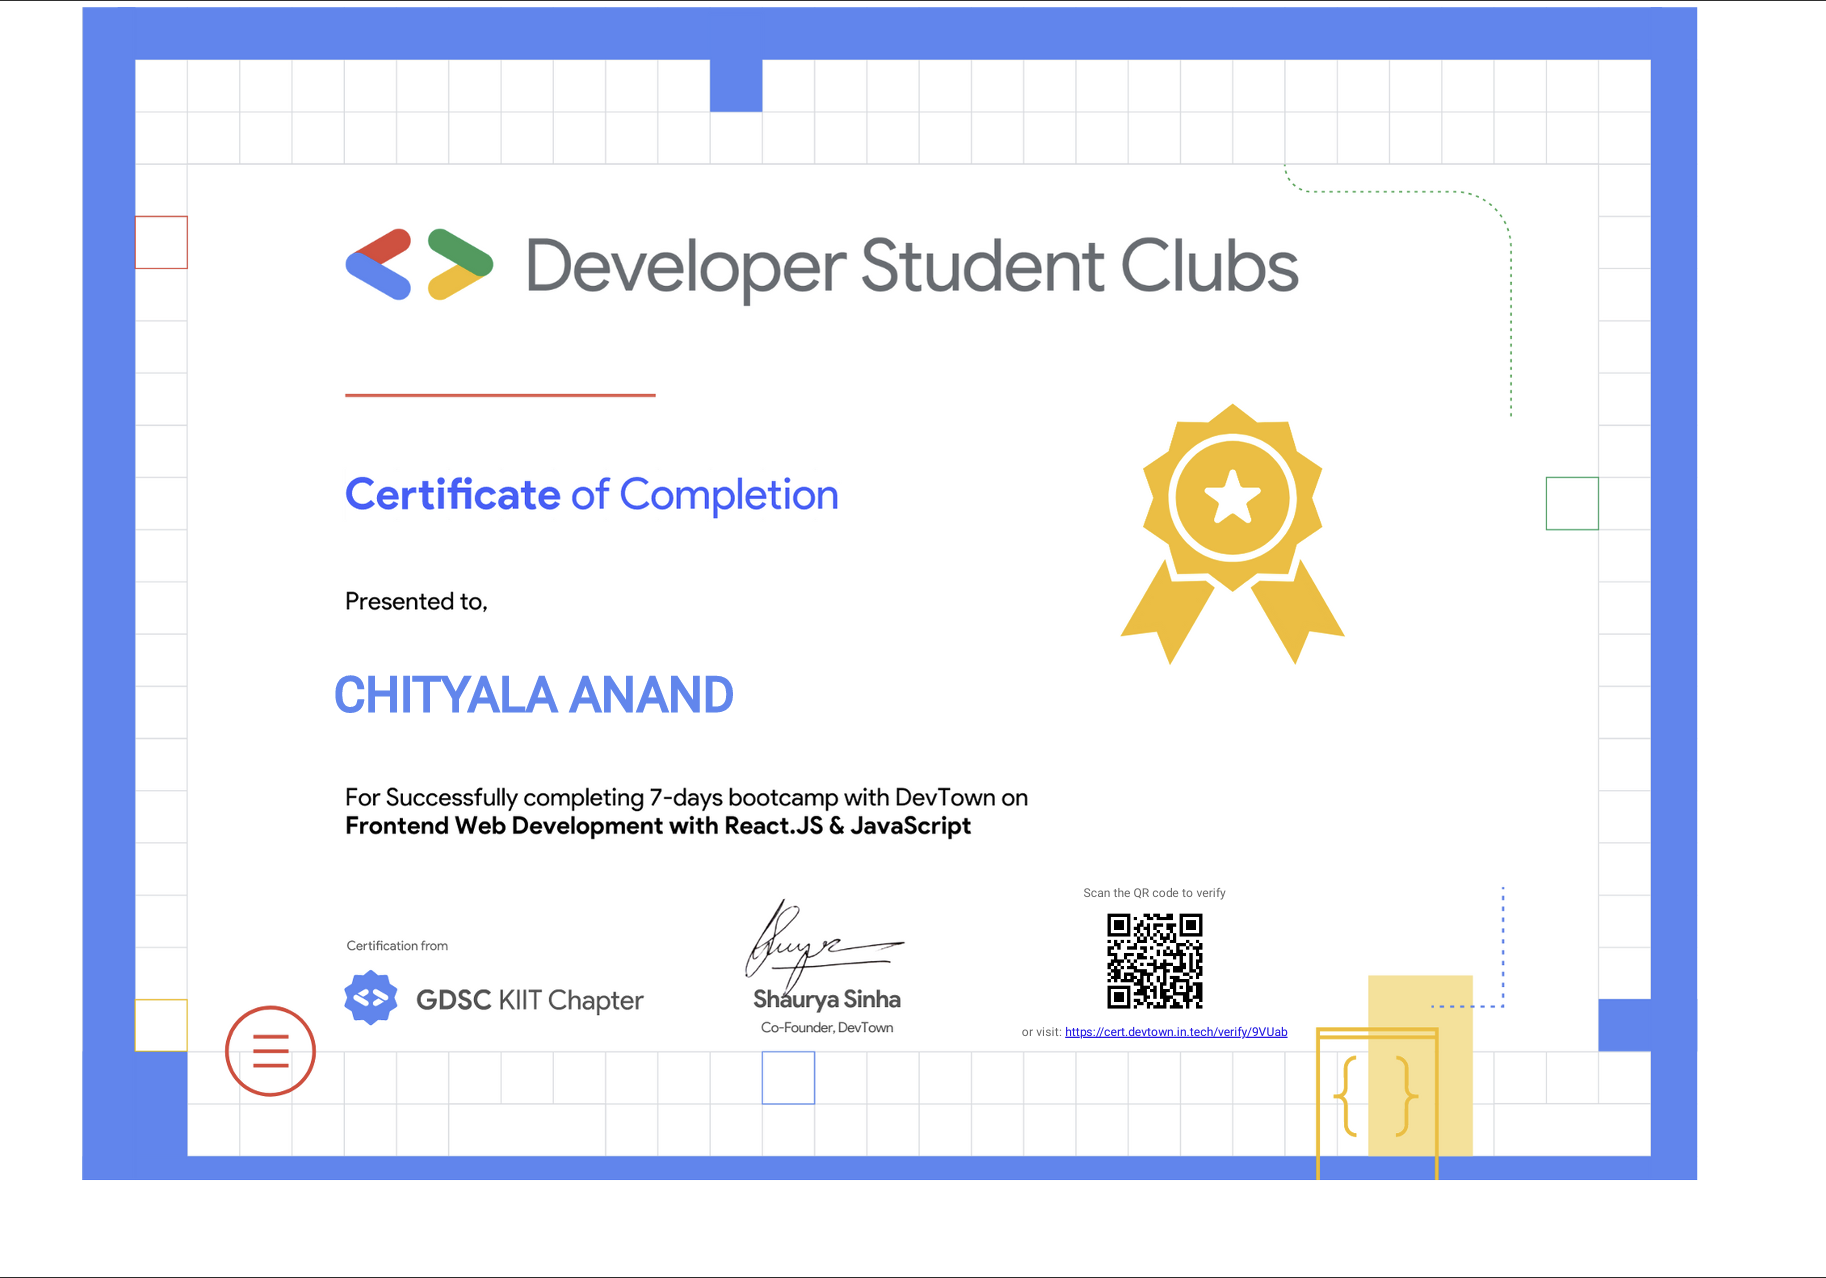 Developer Student Clubs
Certificate of Completion
Presented to,
CHITYALA ANAND
For Successfully completing 7-days bootcamp with DevTown on
Frontend Web Development with React.JS & JavaScript
Certification from
GDSC KIIT Chapter
Shaurya Sinha
Co-Founder, DevTown
Scan the QR code to verify
or visit: https://cert.devtown.in.tech/verify/9VUab
{ }